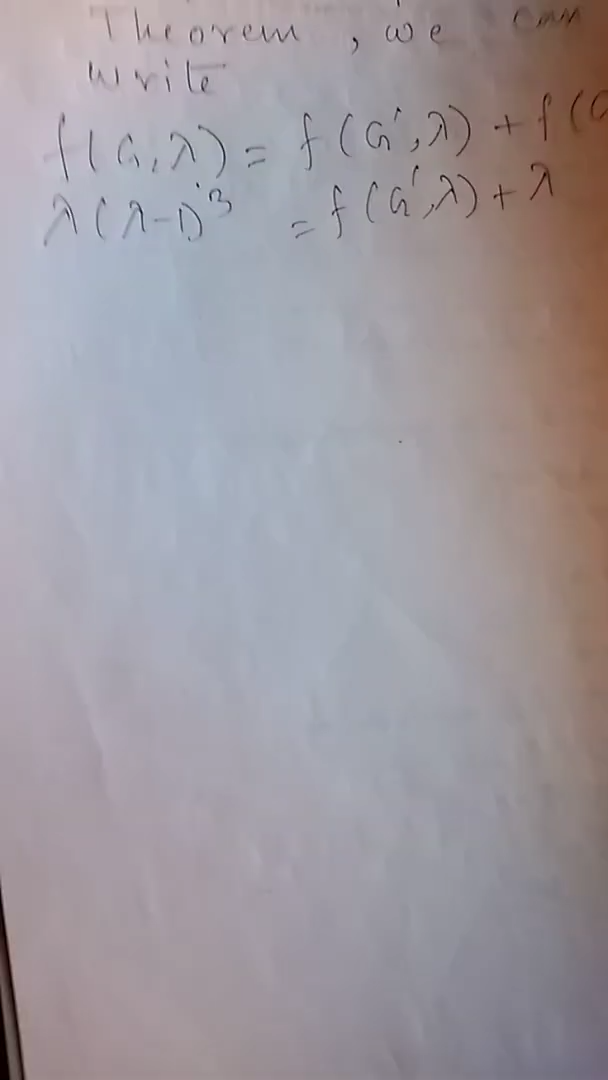 Theorem, we can
write
f(G,λ) = f(G',λ) + f(G
λ(λ-1)³ = f(G',λ) + λ